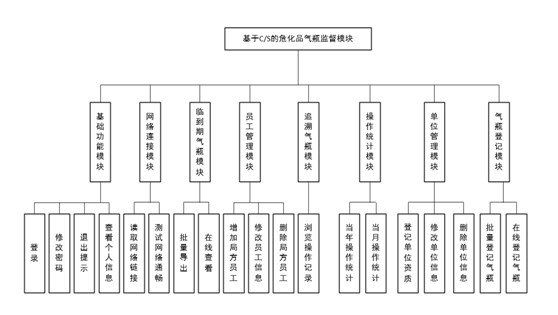 基于C/S的危化品气瓶监督模块
基础功能模块
网络连接模块
临到期气瓶模块
员工管理模块
追溯气瓶模块
操作统计模块
单位管理模块
气瓶登记模块
登录
修改密码
退出提示
查看个人信息
读取网络链接
测试网络通畅
批量导出
在线查看
增加局方员工
修改员工信息
删除局方员工
浏览操作记录
当年操作统计
当月操作统计
登记单位资质
修改单位信息
删除单位信息
批量登记气瓶
在线登记气瓶